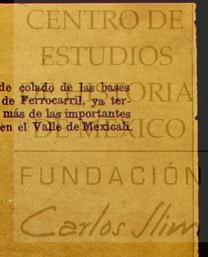 CENTRO DE
ESTUDIOS
de colado de las bases
de Ferrocarril, ya ter-
más de las importantes
en el Valle de Mexicali.
DE MÉXICO
FUNDACIÓN
Carlos Slim